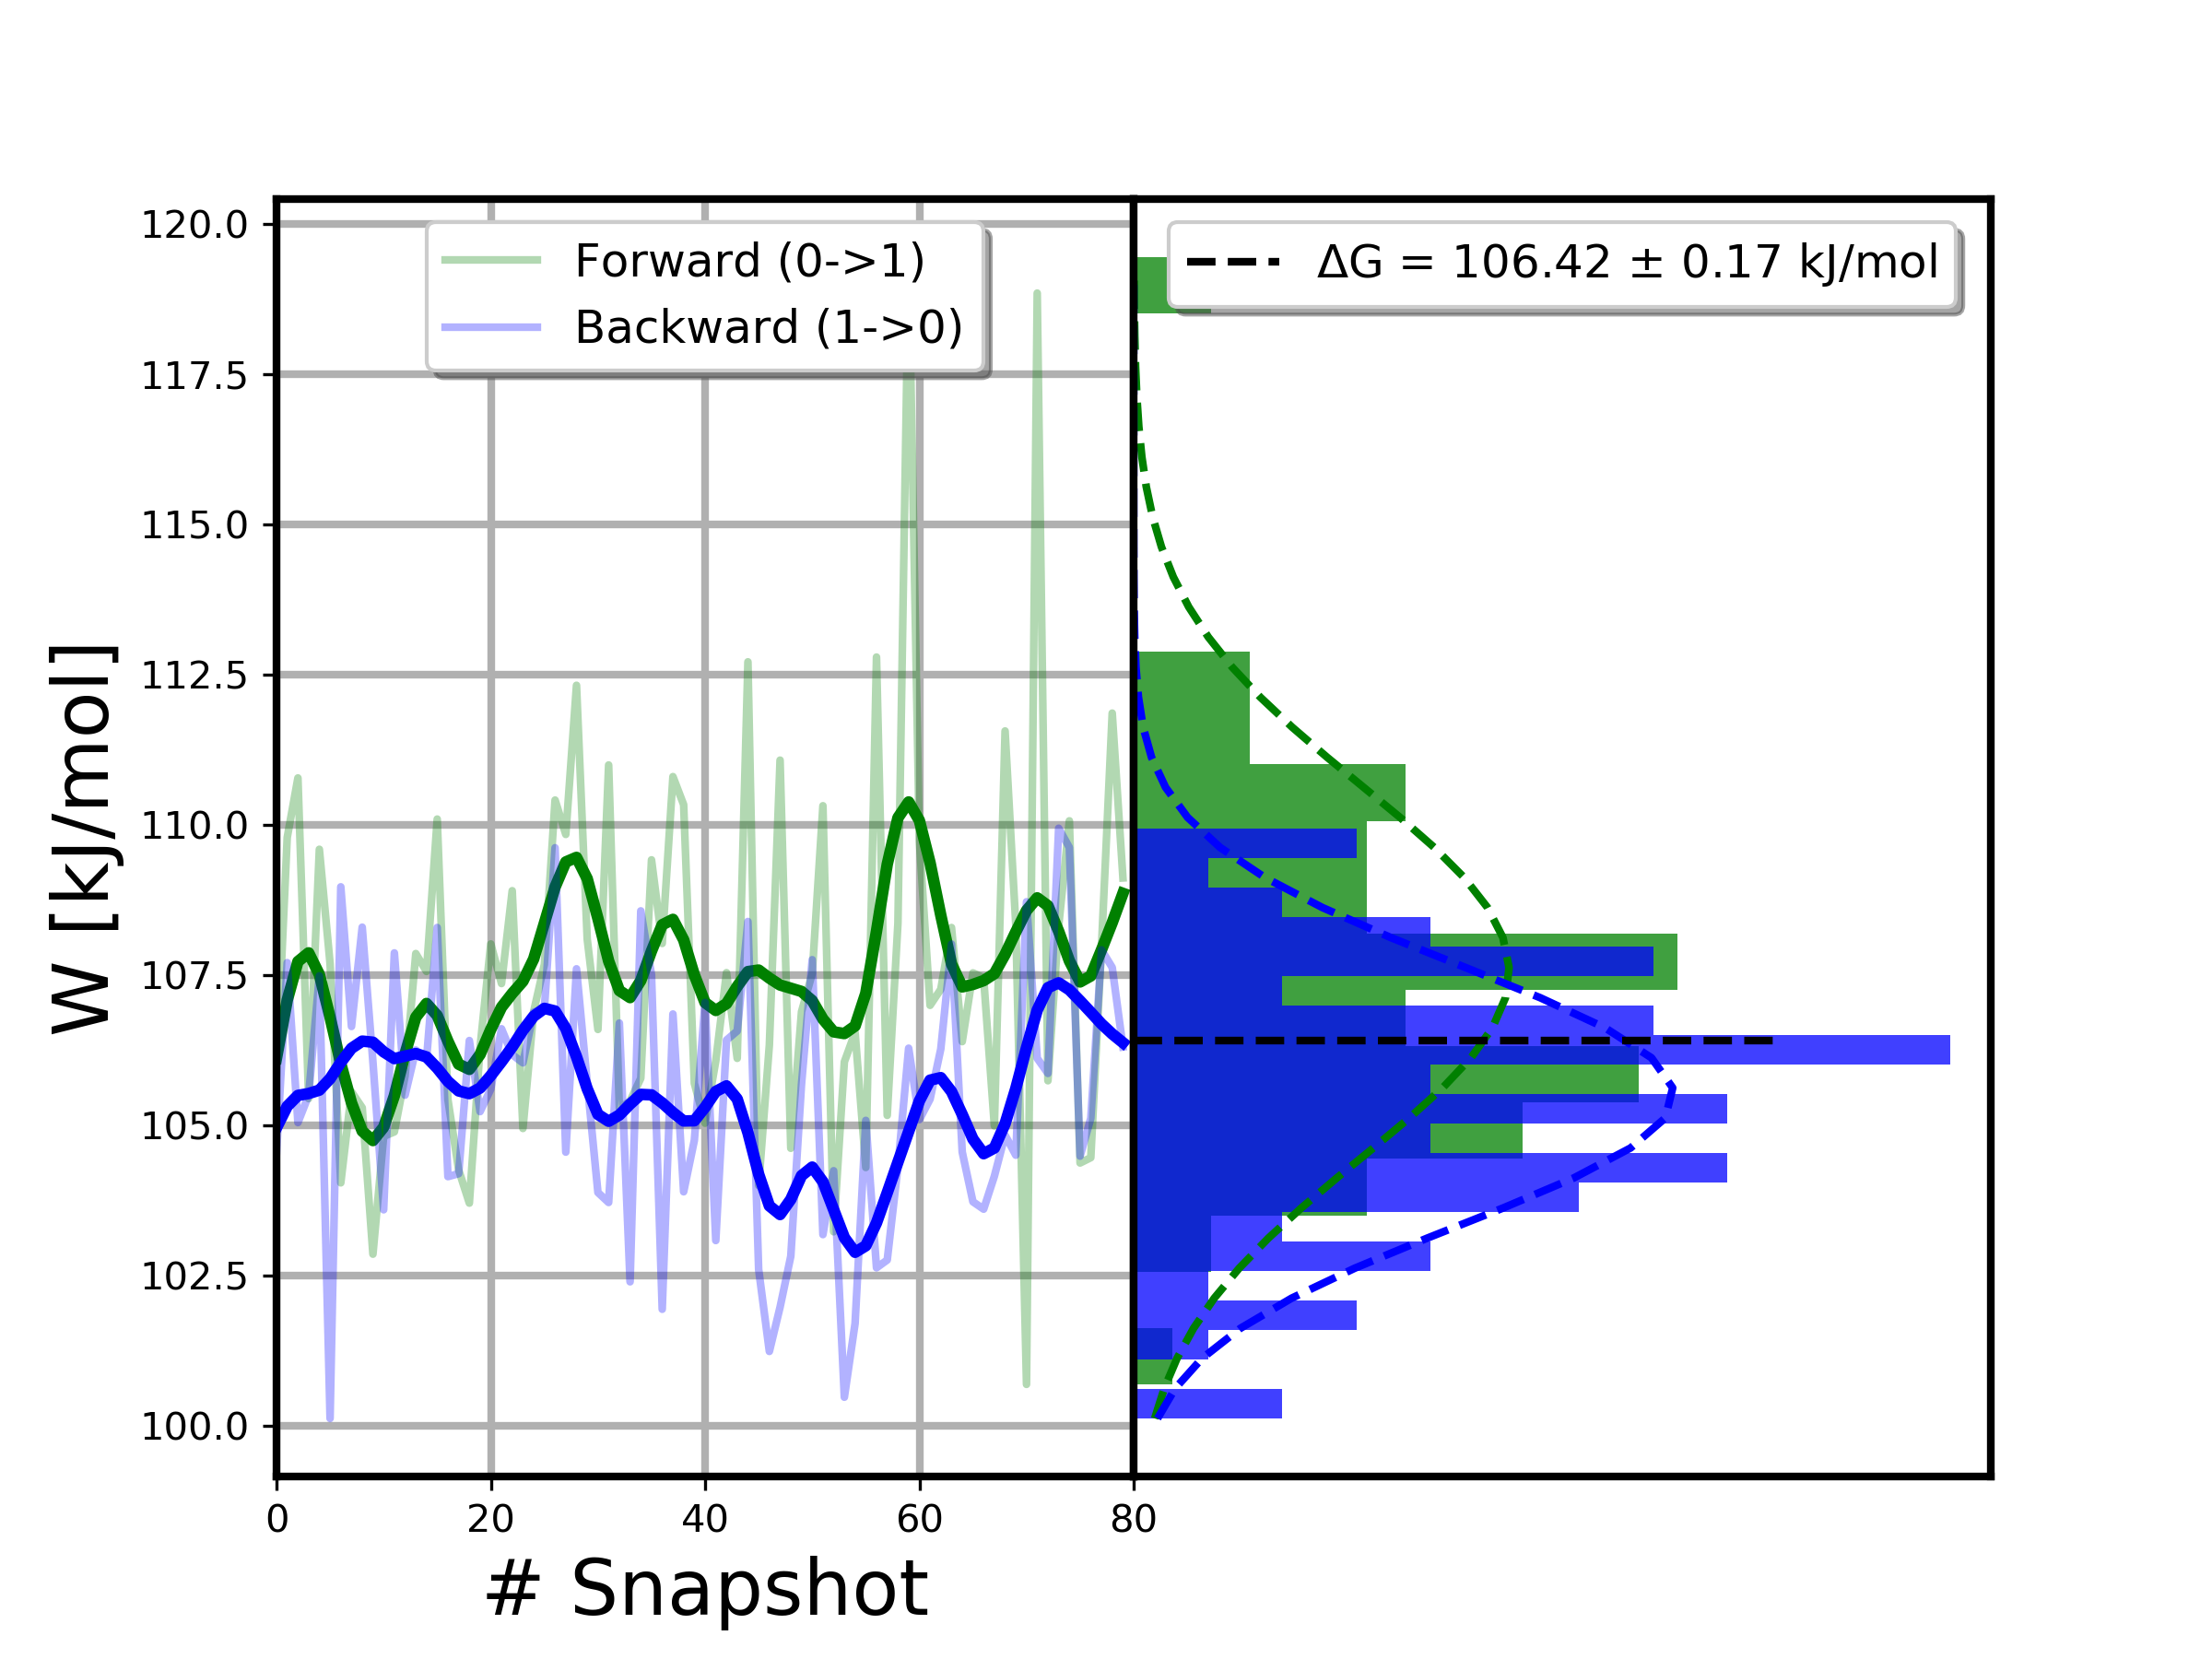 Forward (0->1)
Backward (1->0)
ΔG = 106.42 ± 0.17 kJ/mol
W [kJ/mol]
120.0
117.5
115.0
112.5
110.0
107.5
105.0
102.5
100.0
0 20 40 60 80
# Snapshot